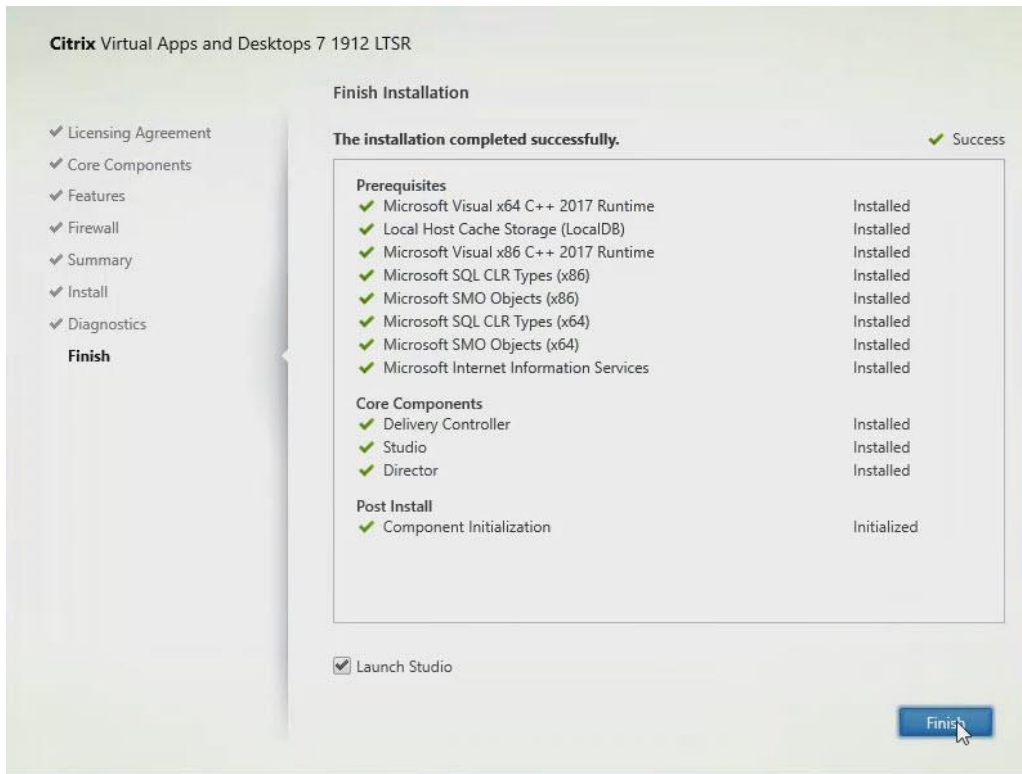 Citrix Virtual Apps and Desktops 7 1912 LTSR
Licensing Agreement
Core Components
Features
Firewall
Summary
Install
Diagnostics
Finish
Finish Installation
The installation completed successfully. Success
Prerequisites
Microsoft Visual x64 C++ 2017 Runtime Installed
Local Host Cache Storage (LocalDB) Installed
Microsoft Visual x86 C++ 2017 Runtime Installed
Microsoft SQL CLR Types (x86) Installed
Microsoft SMO Objects (x86) Installed
Microsoft SQL CLR Types (x64) Installed
Microsoft SMO Objects (x64) Installed
Microsoft Internet Information Services Installed
Core Components
Delivery Controller Installed
Studio Installed
Director Installed
Post Install
Component Initialization Initialized
Launch Studio
Finish